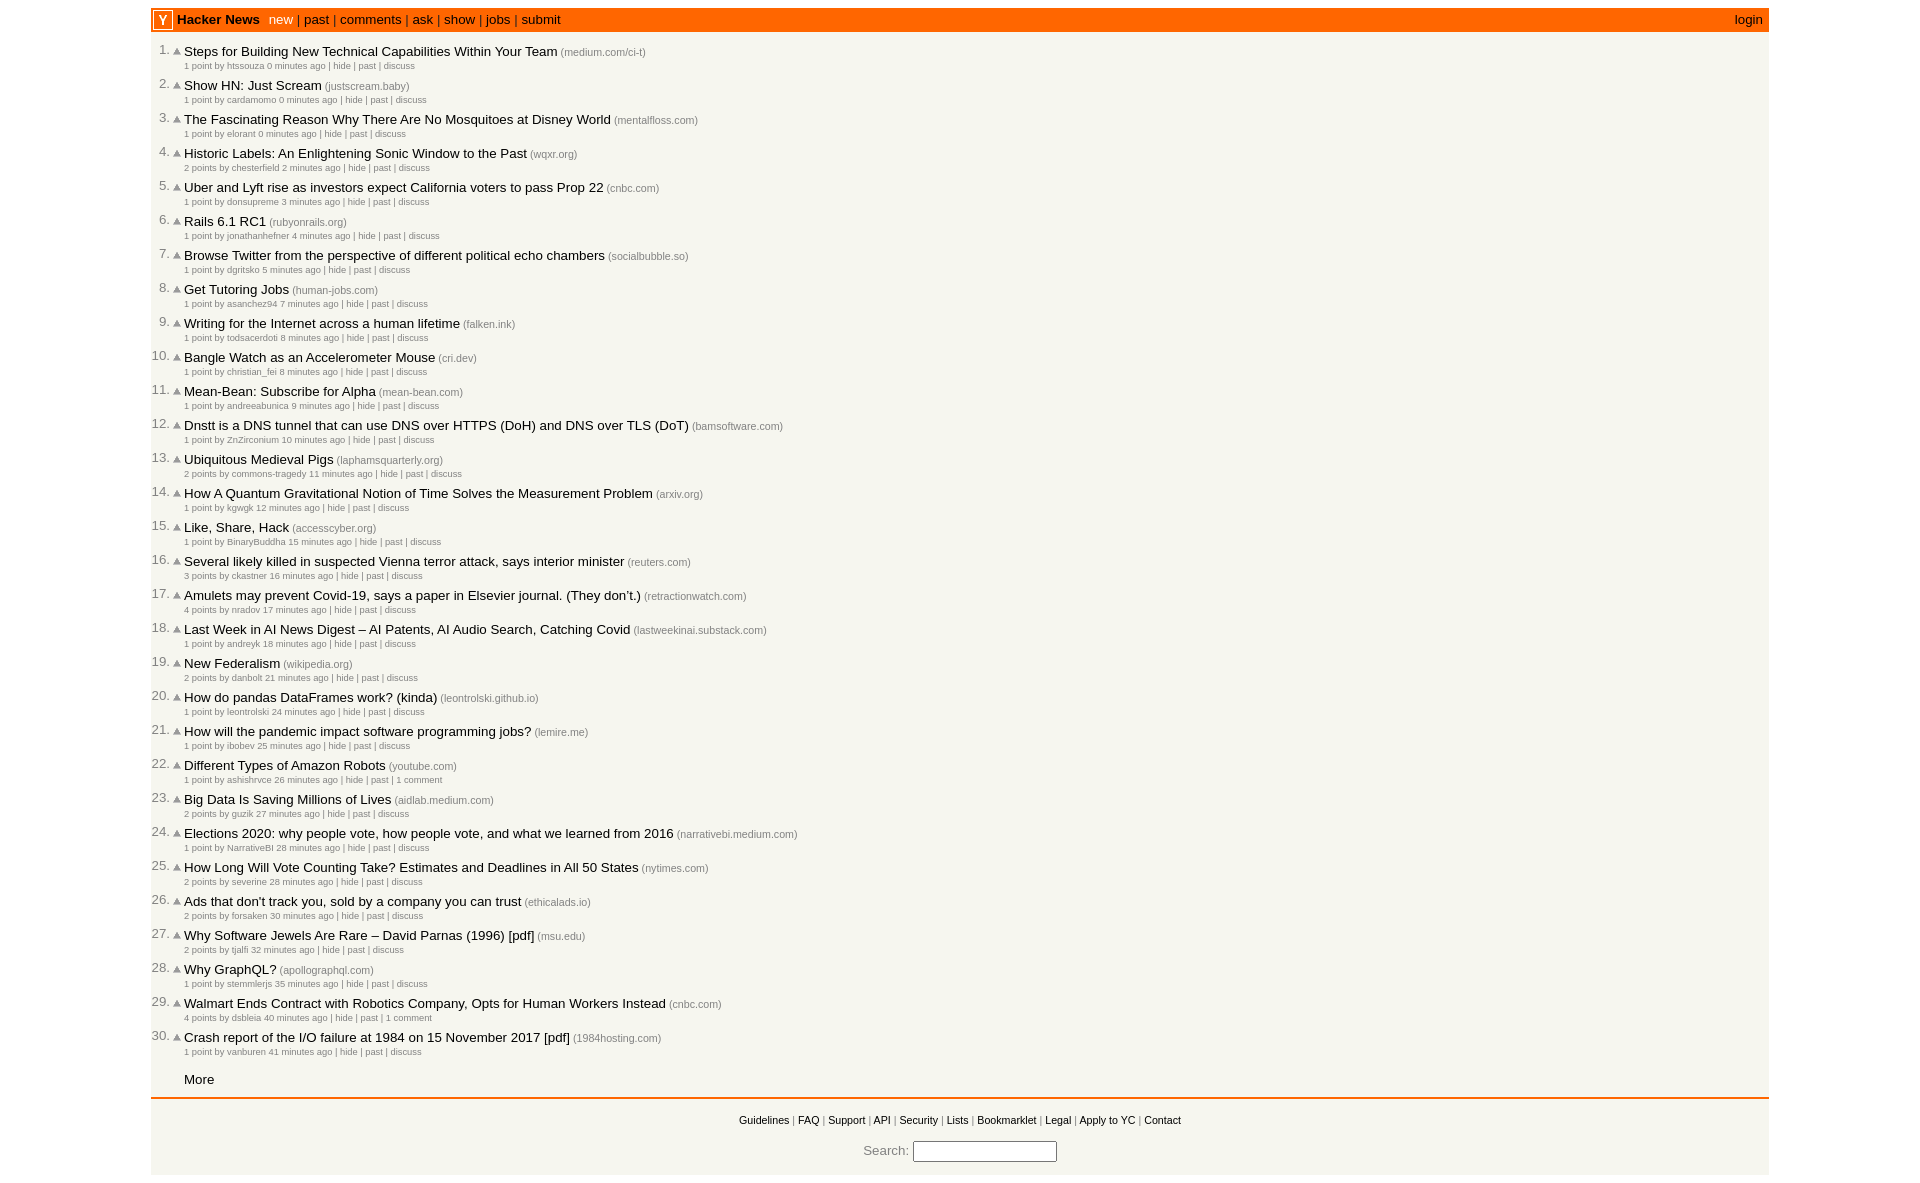 Y Hacker News new | past | comments | ask | show | jobs | submit login
1. Steps for Building New Technical Capabilities Within Your Team (medium.com/ci-t)
1 point by htssouza 0 minutes ago | hide | past | discuss
2. Show HN: Just Scream (justscream.baby)
1 point by cardamomo 0 minutes ago | hide | past | discuss
3. The Fascinating Reason Why There Are No Mosquitoes at Disney World (mentalfloss.com)
1 point by elorant 0 minutes ago | hide | past | discuss
4. Historic Labels: An Enlightening Sonic Window to the Past (wqxr.org)
2 points by chesterfield 2 minutes ago | hide | past | discuss
5. Uber and Lyft rise as investors expect California voters to pass Prop 22 (cnbc.com)
1 point by donsupreme 3 minutes ago | hide | past | discuss
6. Rails 6.1 RC1 (rubyonrails.org)
1 point by jonathanhefner 4 minutes ago | hide | past | discuss
7. Browse Twitter from the perspective of different political echo chambers (socialbubble.so)
1 point by dgritsko 5 minutes ago | hide | past | discuss
8. Get Tutoring Jobs (human-jobs.com)
1 point by asanchez94 7 minutes ago | hide | past | discuss
9. Writing for the Internet across a human lifetime (falken.ink)
1 point by todsacerdoti 8 minutes ago | hide | past | discuss
10. Bangle Watch as an Accelerometer Mouse (cri.dev)
1 point by christian_fei 8 minutes ago | hide | past | discuss
11. Mean-Bean: Subscribe for Alpha (mean-bean.com)
1 point by andreeabunica 9 minutes ago | hide | past | discuss
12. Dnstt is a DNS tunnel that can use DNS over HTTPS (DoH) and DNS over TLS (DoT) (bamsoftware.com)
1 point by ZnZirconium 10 minutes ago | hide | past | discuss
13. Ubiquitous Medieval Pigs (laphamsquarterly.org)
2 points by commons-tragedy 11 minutes ago | hide | past | discuss
14. How A Quantum Gravitational Notion of Time Solves the Measurement Problem (arxiv.org)
1 point by kgwgk 12 minutes ago | hide | past | discuss
15. Like, Share, Hack (accesscyber.org)
1 point by BinaryBuddha 15 minutes ago | hide | past | discuss
16. Several likely killed in suspected Vienna terror attack, says interior minister (reuters.com)
3 points by ckastner 16 minutes ago | hide | past | discuss
17. Amulets may prevent Covid-19, says a paper in Elsevier journal. (They don’t.) (retractionwatch.com)
4 points by nradov 17 minutes ago | hide | past | discuss
18. Last Week in AI News Digest – AI Patents, AI Audio Search, Catching Covid (lastweekinai.substack.com)
1 point by andreyk 18 minutes ago | hide | past | discuss
19. New Federalism (wikipedia.org)
2 points by danbolt 21 minutes ago | hide | past | discuss
20. How do pandas DataFrames work? (kinda) (leontrolski.github.io)
1 point by leontrolski 24 minutes ago | hide | past | discuss
21. How will the pandemic impact software programming jobs? (lemire.me)
1 point by ibobev 25 minutes ago | hide | past | discuss
22. Different Types of Amazon Robots (youtube.com)
1 point by ashishrvce 26 minutes ago | hide | past | 1 comment
23. Big Data Is Saving Millions of Lives (aidlab.medium.com)
2 points by guzik 27 minutes ago | hide | past | discuss
24. Elections 2020: why people vote, how people vote, and what we learned from 2016 (narrativebi.medium.com)
1 point by NarrativeBI 28 minutes ago | hide | past | discuss
25. How Long Will Vote Counting Take? Estimates and Deadlines in All 50 States (nytimes.com)
2 points by severine 28 minutes ago | hide | past | discuss
26. Ads that don't track you, sold by a company you can trust (ethicalads.io)
2 points by forsaken 30 minutes ago | hide | past | discuss
27. Why Software Jewels Are Rare – David Parnas (1996) [pdf] (msu.edu)
2 points by tjalfi 32 minutes ago | hide | past | discuss
28. Why GraphQL? (apollographql.com)
1 point by stemmlerjs 35 minutes ago | hide | past | discuss
29. Walmart Ends Contract with Robotics Company, Opts for Human Workers Instead (cnbc.com)
4 points by dsbleia 40 minutes ago | hide | past | 1 comment
30. Crash report of the I/O failure at 1984 on 15 November 2017 [pdf] (1984hosting.com)
1 point by vanburen 41 minutes ago | hide | past | discuss
More
Guidelines | FAQ | Support | API | Security | Lists | Bookmarklet | Legal | Apply to YC | Contact
Search: